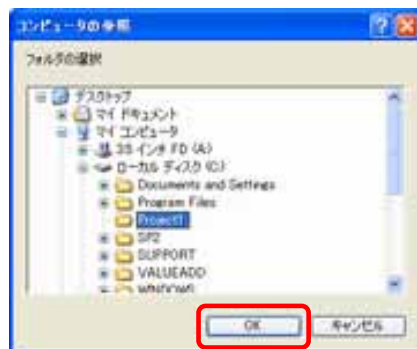 コンピュータの参照
フォルダの選択
デスクトップ
マイ ドキュメント
マイ コンピュータ
3.5 インチ FD (A:)
ローカル ディスク (C:)
Documents and Settings
Program Files
Project1
SP2
SUPPORT
VALUEADD
WINDOWS
OK
キャンセル